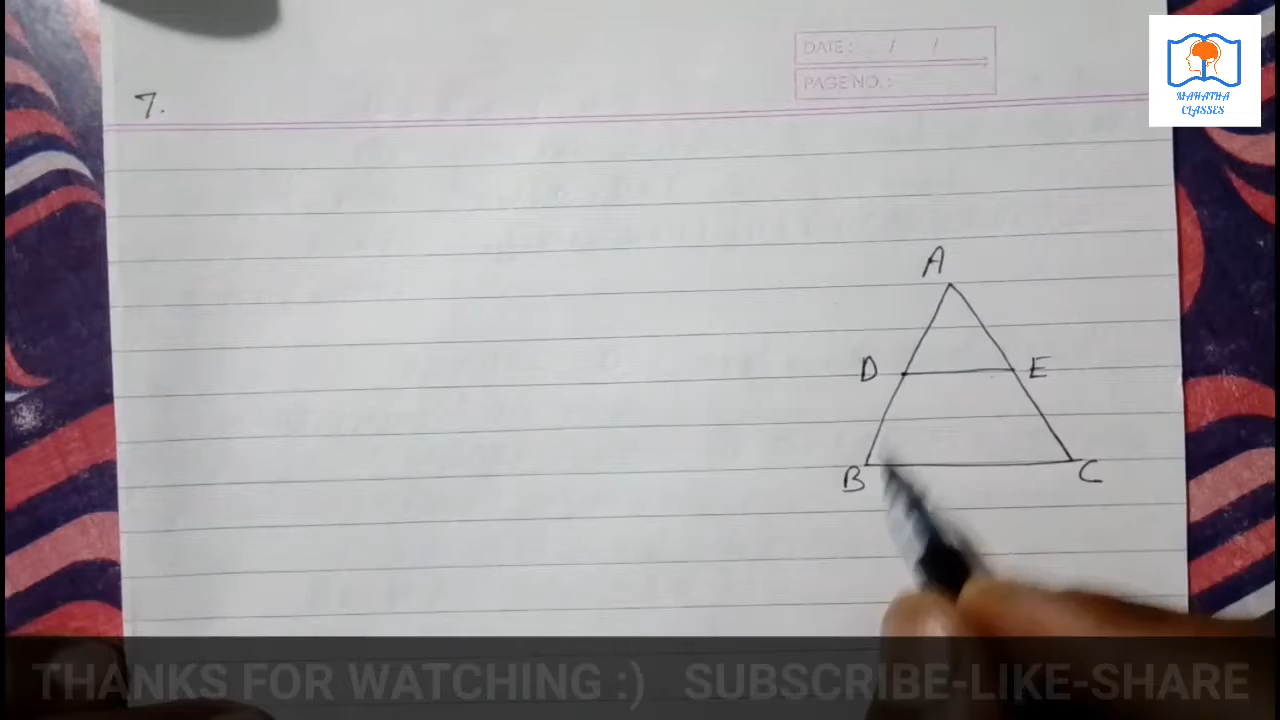 DATE : / /
PAGE NO. :
MAHATHA
CLASSES
7.
A
D
E
B
C
THANKS FOR WATCHING :) SUBSCRIBE-LIKE-SHARE